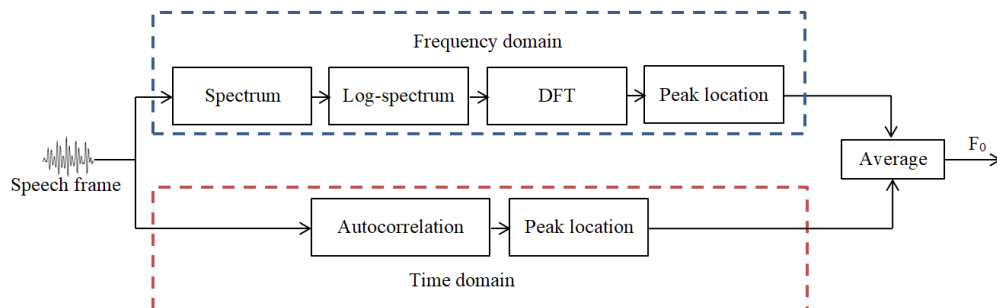 Frequency domain
Spectrum
Log-spectrum
DFT
Peak location
Speech frame
Average
F₀
Autocorrelation
Peak location
Time domain